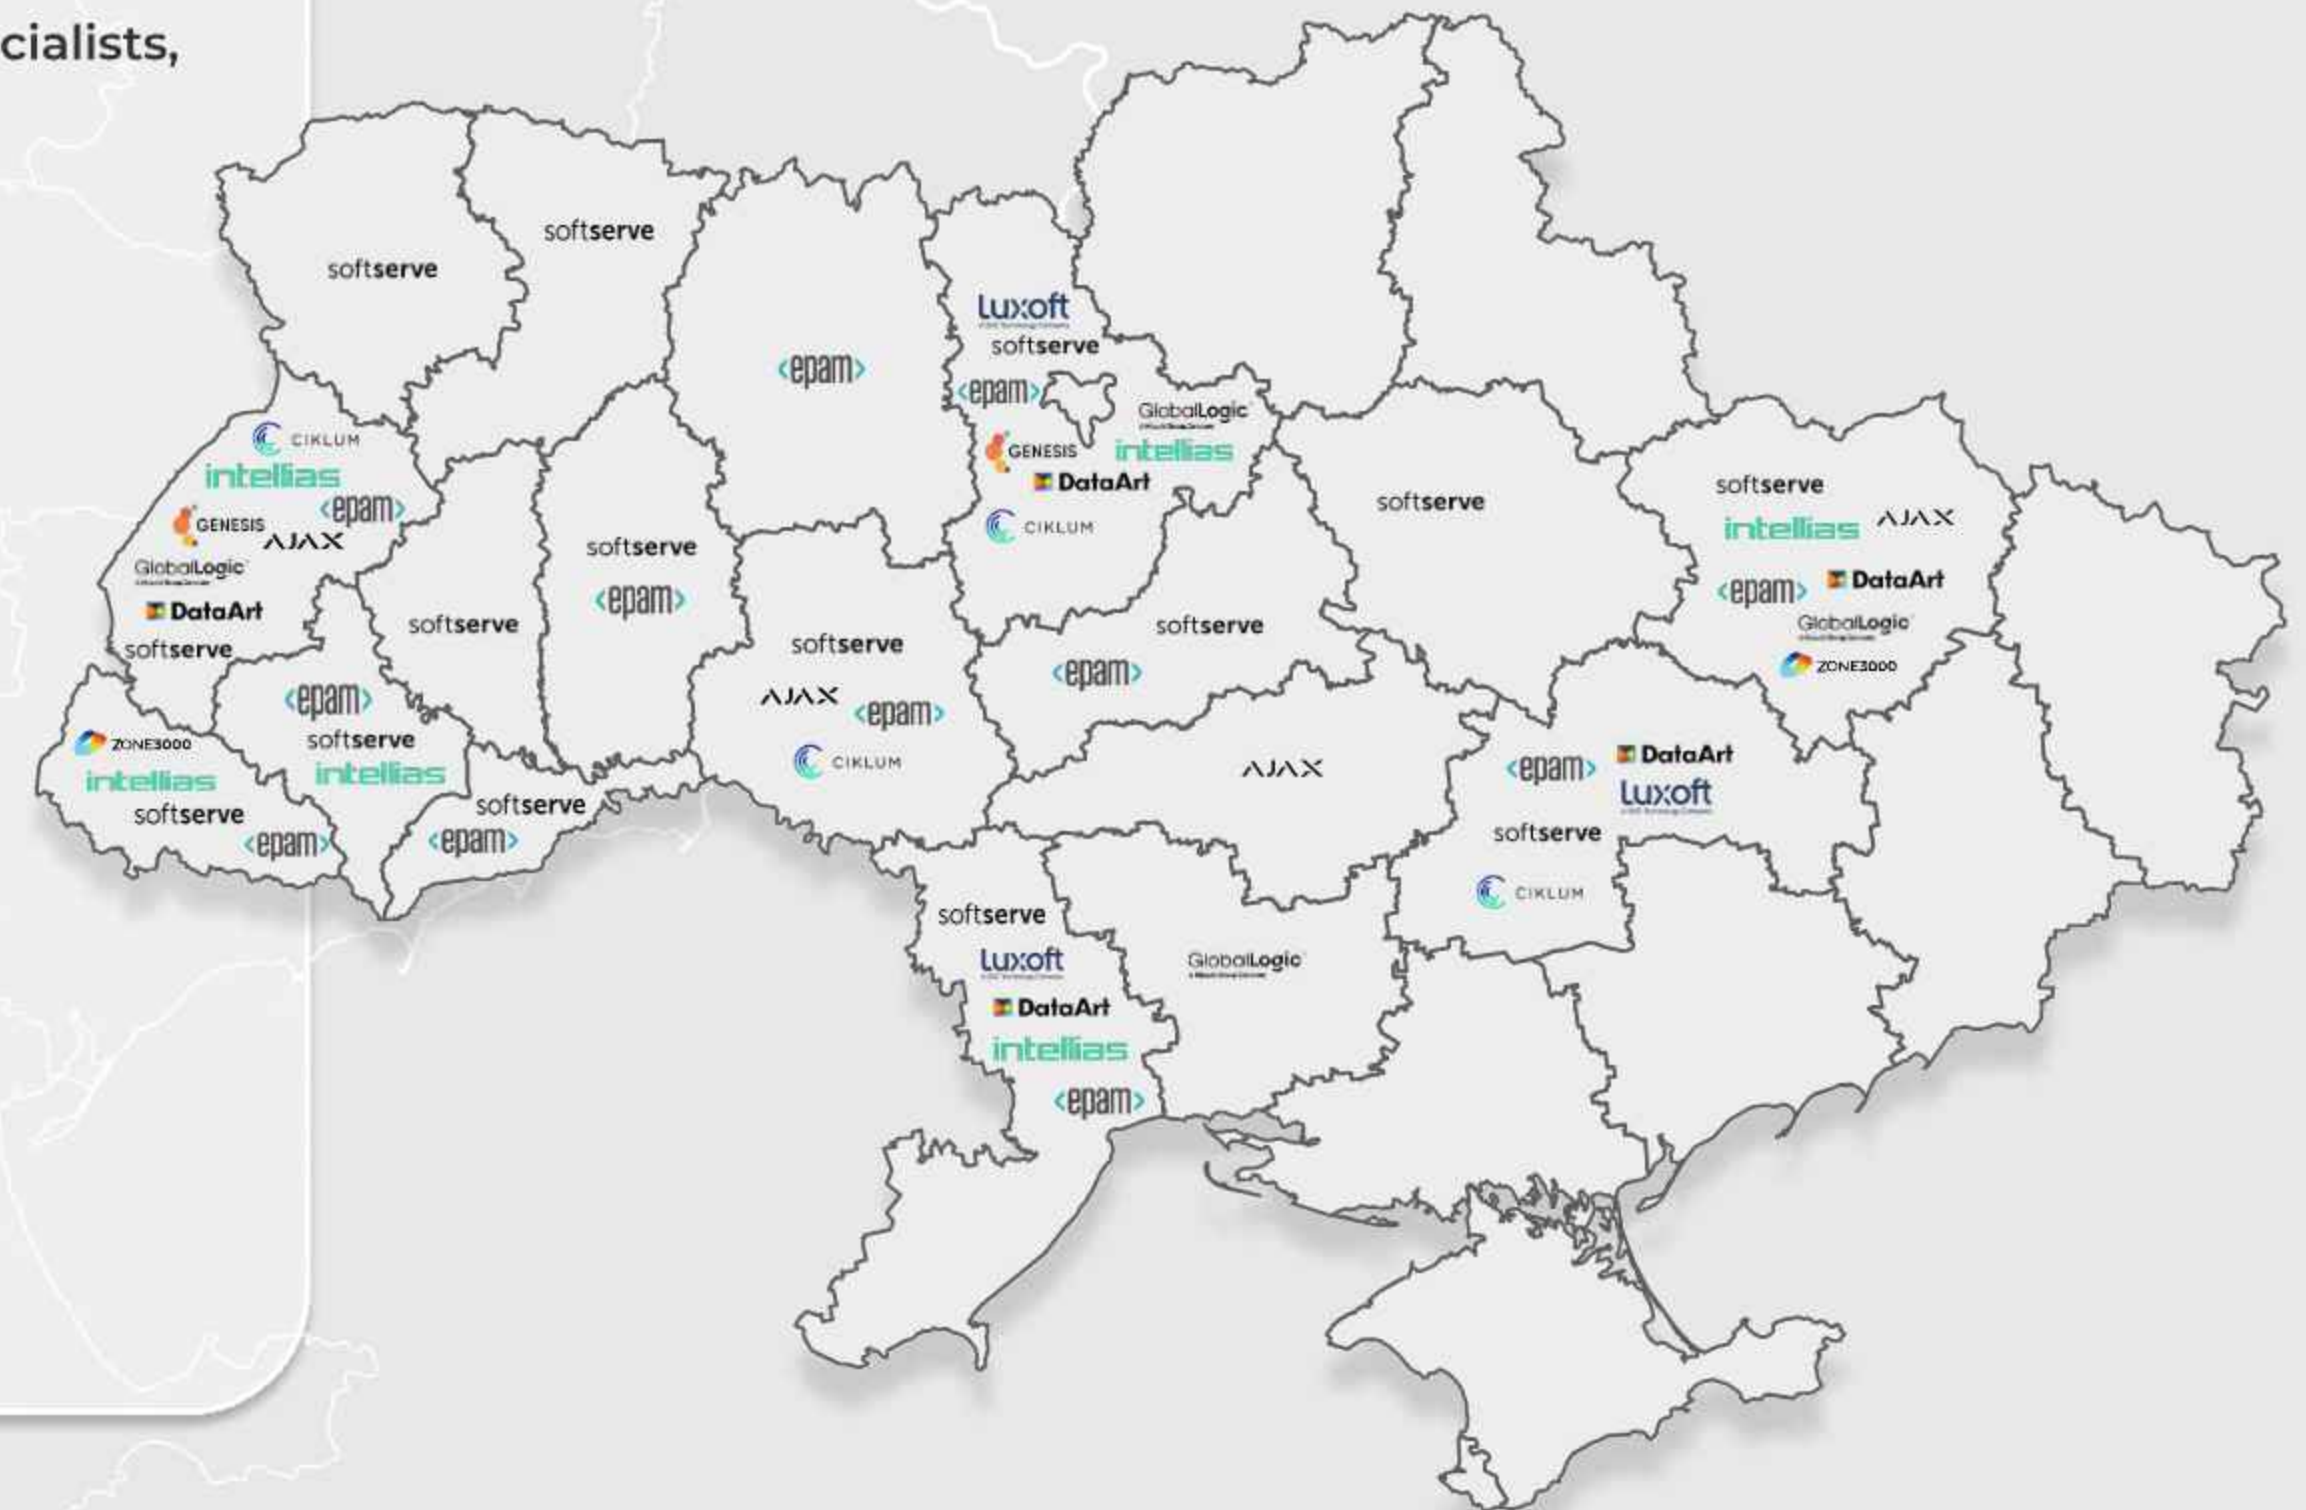 cialists,
softserve
softserve
<epam>
Luxoft
softserve
<epam>
GlobalLogic
GENESIS
intellias
DataArt
CIKLUM
CIKLUM
intellias
<epam>
GENESIS
AJAX
GlobalLogic
DataArt
softserve
softserve
softserve
<epam>
softserve
softserve
intellias
AJAX
<epam>
DataArt
GlobalLogic
ZONE3000
softserve
AJAX
<epam>
CIKLUM
softserve
<epam>
<epam>
softserve
intellias
ZONE3000
intellias
softserve
<epam>
softserve
<epam>
AJAX
<epam>
DataArt
Luxoft
softserve
CIKLUM
softserve
Luxoft
DataArt
intellias
<epam>
GlobalLogic